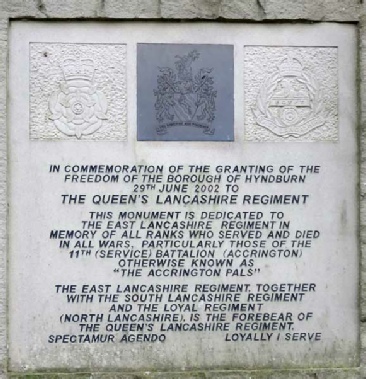 IN COMMEMORATION OF THE GRANTING OF THE
FREEDOM OF THE BOROUGH OF HYNDBURN
29TH JUNE 2002 TO
THE QUEEN'S LANCASHIRE REGIMENT
THIS MONUMENT IS DEDICATED TO
THE EAST LANCASHIRE REGIMENT IN
MEMORY OF ALL RANKS WHO SERVED AND DIED
IN ALL WARS, PARTICULARLY THOSE OF THE
11TH (SERVICE) BATTALION (ACCRINGTON)
OTHERWISE KNOWN AS
"THE ACCRINGTON PALS"
THE EAST LANCASHIRE REGIMENT, TOGETHER
WITH THE SOUTH LANCASHIRE REGIMENT
AND THE LOYAL REGIMENT
(NORTH LANCASHIRE), IS THE FOREBEAR OF
THE QUEEN'S LANCASHIRE REGIMENT.
SPECTAMUR AGENDO LOYALLY I SERVE